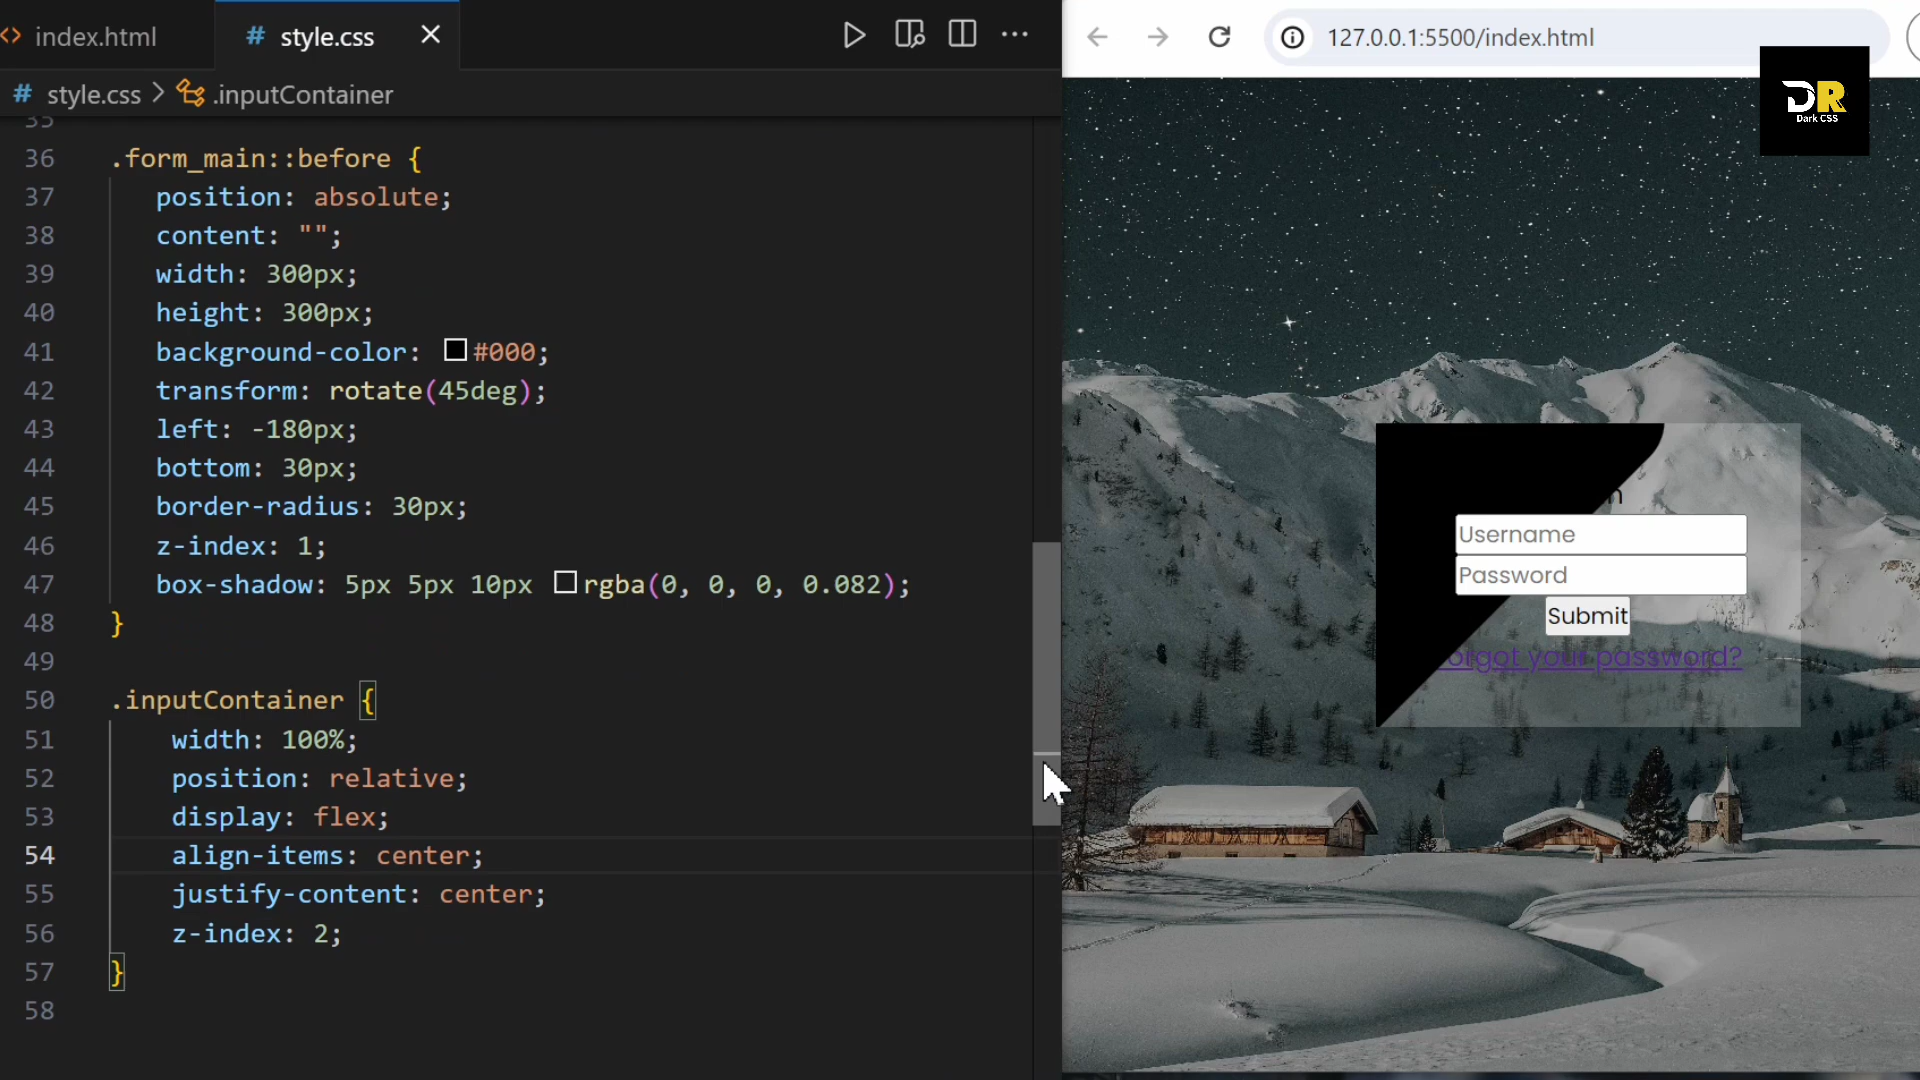 index.html
# style.css
# style.css > .inputContainer
127.0.0.1:5500/index.html
DR
Dark CSS
35
36 .form_main::before {
37 position: absolute;
38 content: "";
39 width: 300px;
40 height: 300px;
41 background-color: #000;
42 transform: rotate(45deg);
43 left: -180px;
44 bottom: 30px;
45 border-radius: 30px;
46 z-index: 1;
47 box-shadow: 5px 5px 10px rgba(0, 0, 0, 0.082);
48 }
49
50 .inputContainer {
51 width: 100%;
52 position: relative;
53 display: flex;
54 align-items: center;
55 justify-content: center;
56 z-index: 2;
57 }
58
n
Username
Password
Submit
orgot your password?